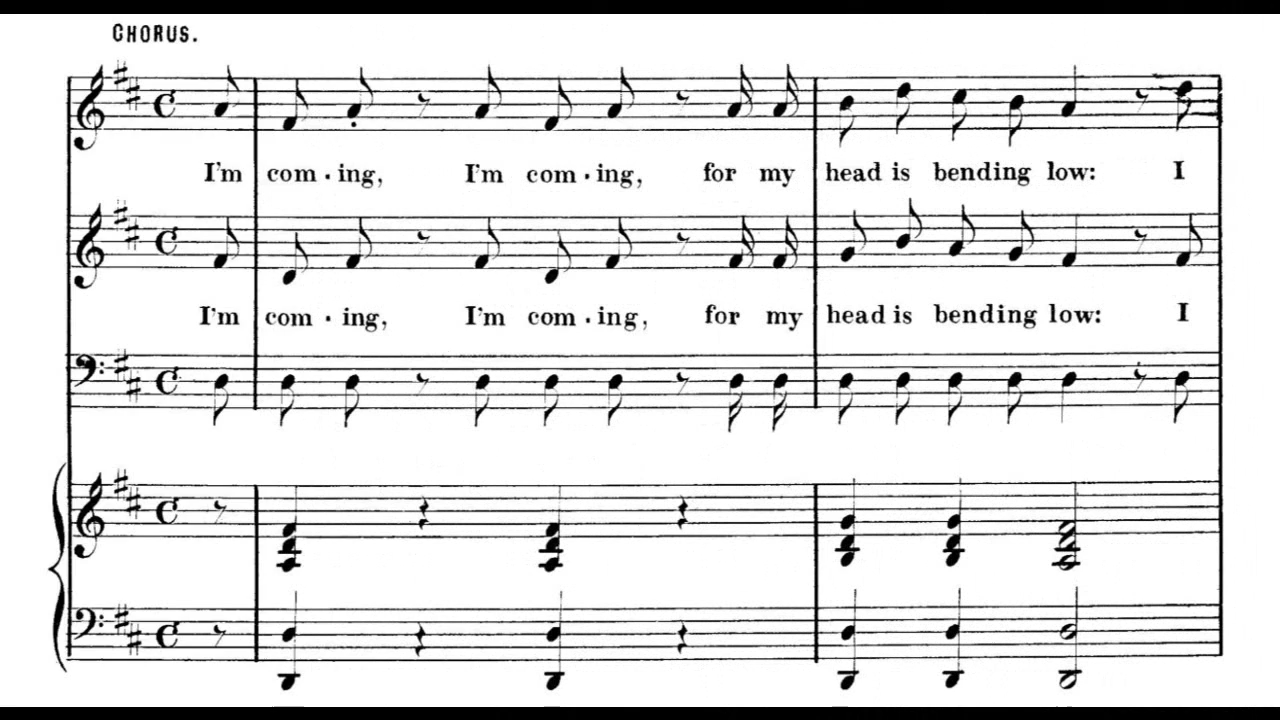 CHORUS.
I'm com · ing, I'm com · ing, for my head is bending low: I
I'm com · ing, I'm com · ing, for my head is bending low: I